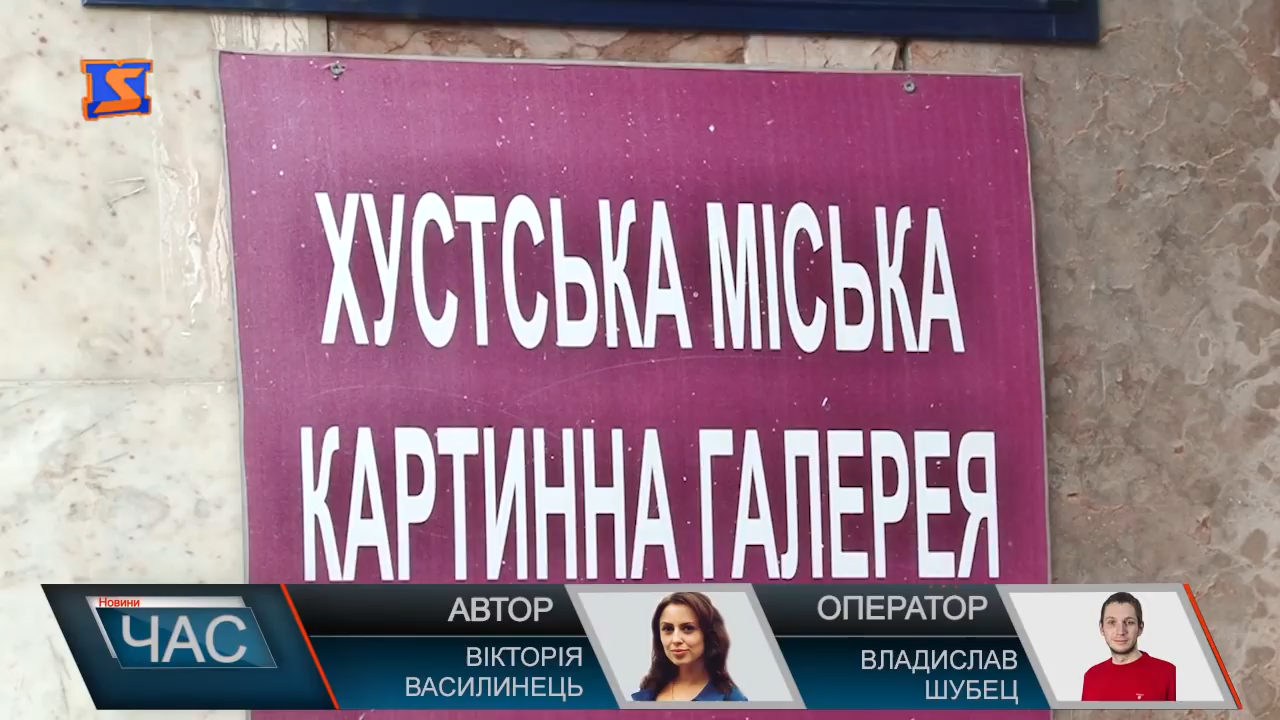 ХУСТСЬКА МІСЬКА
КАРТИННА ГАЛЕРЕЯ
Новини
ЧАС
АВТОР
ВІКТОРІЯ
ВАСИЛИНЕЦЬ
ОПЕРАТОР
ВЛАДИСЛАВ
ШУБЕЦ